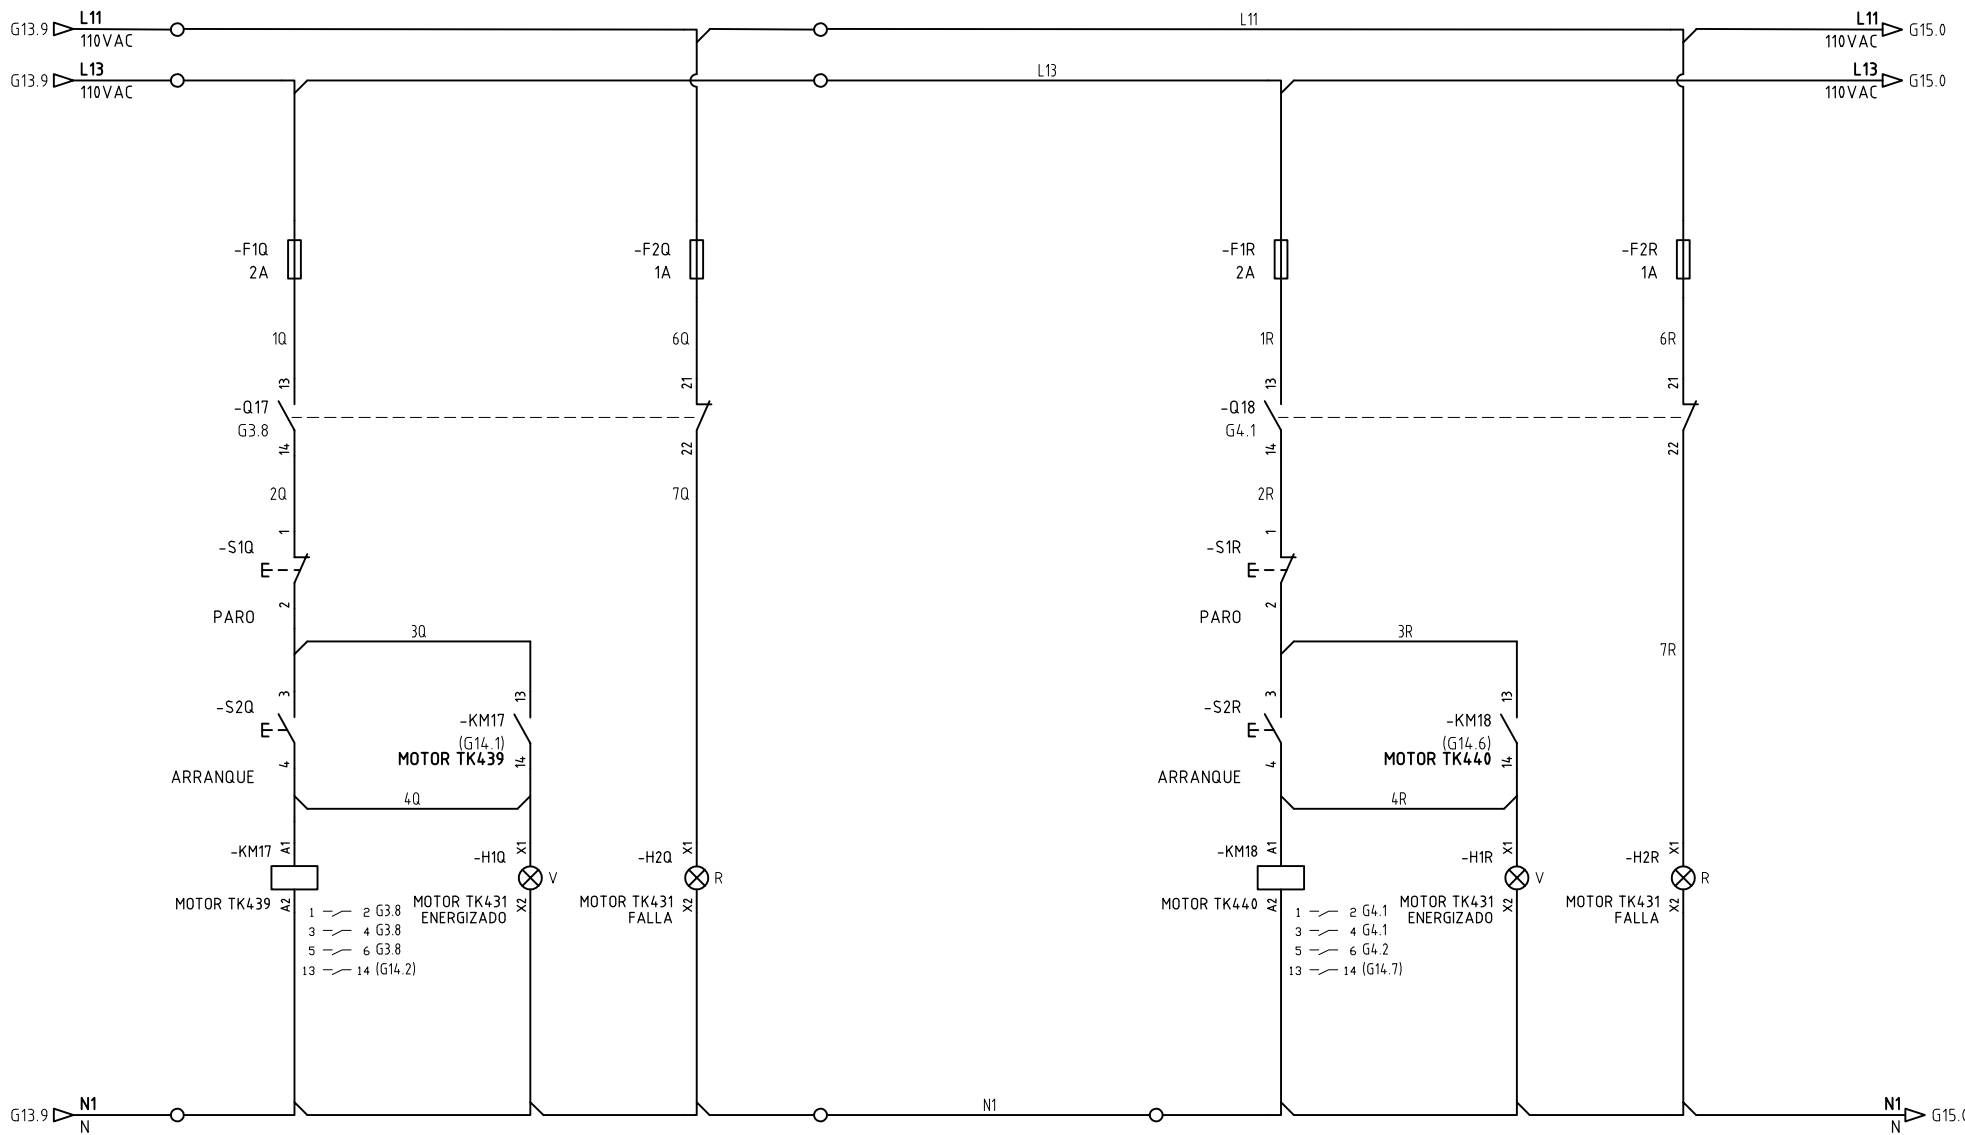 G13.9 L11
110VAC
L11
L11
110VAC G15.0
G13.9 L13
110VAC
L13
L13
110VAC G15.0
-F1Q
2A
-F2Q
1A
-F1R
2A
-F2R
1A
1Q
6Q
1R
6R
13
21
13
21
-Q17
G3.8
-Q18
G4.1
14
22
14
22
2Q
7Q
2R
1
-S1Q
1
-S1R
2
PARO
2
PARO
3Q
3R
7R
3
-S2Q
13
-KM17
(G14.1)
MOTOR TK439
3
-S2R
13
-KM18
(G14.6)
MOTOR TK440
4
14
4
14
ARRANQUE
ARRANQUE
4Q
4R
-KM17 A1
-H1Q X1
-H2Q X1
-KM18 A1
-H1R X1
-H2R X1
V
R
V
R
MOTOR TK439 A2
MOTOR TK431 X2
ENERGIZADO
MOTOR TK431 X2
FALLA
MOTOR TK440 A2
MOTOR TK431 X2
ENERGIZADO
MOTOR TK431 X2
FALLA
1 2 G3.8
3 4 G3.8
5 6 G3.8
13 14 (G14.2)
1 2 G4.1
3 4 G4.1
5 6 G4.2
13 14 (G14.7)
G13.9 N1
N
N1
N1
N G15.0